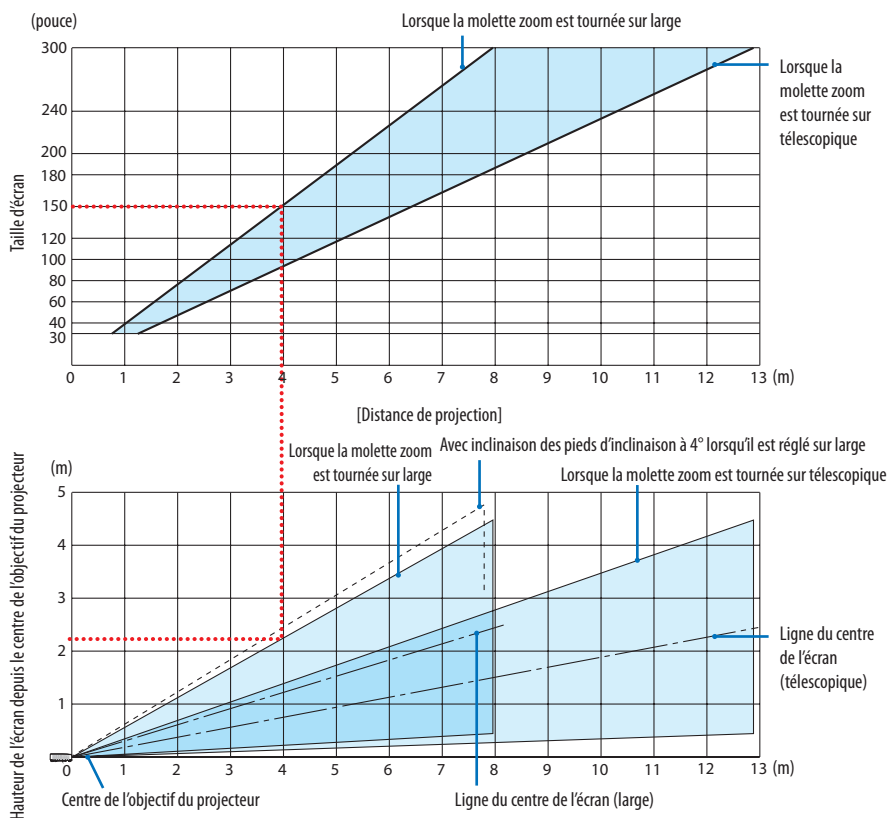 (pouce)
Lorsque la molette zoom est tournée sur large
Lorsque la
molette zoom
est tournée sur
télescopique
Taille d'écran
300
240
200
180
150
120
100
80
60
40
30
0 1 2 3 4 5 6 7 8 9 10 11 12 13 (m)
[Distance de projection]
Lorsque la molette zoom
est tournée sur large
Avec inclinaison des pieds d'inclinaison à 4° lorsqu'il est réglé sur large
Lorsque la molette zoom est tournée sur télescopique
Hauteur de l'écran depuis le centre de l'objectif du projecteur
(m)
5
4
3
2
1
Ligne du centre
de l'écran
(télescopique)
0 1 2 3 4 5 6 7 8 9 10 11 12 13 (m)
Centre de l'objectif du projecteur
Ligne du centre de l'écran (large)